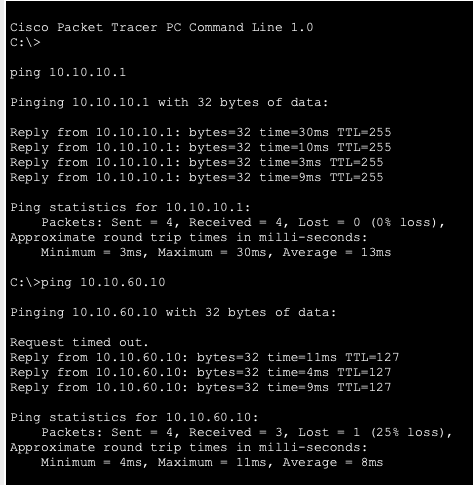 Cisco Packet Tracer PC Command Line 1.0
C:\>
ping 10.10.10.1
Pinging 10.10.10.1 with 32 bytes of data:
Reply from 10.10.10.1: bytes=32 time=30ms TTL=255
Reply from 10.10.10.1: bytes=32 time=10ms TTL=255
Reply from 10.10.10.1: bytes=32 time=3ms TTL=255
Reply from 10.10.10.1: bytes=32 time=9ms TTL=255
Ping statistics for 10.10.10.1:
    Packets: Sent = 4, Received = 4, Lost = 0 (0% loss),
Approximate round trip times in milli-seconds:
    Minimum = 3ms, Maximum = 30ms, Average = 13ms
C:\>ping 10.10.60.10
Pinging 10.10.60.10 with 32 bytes of data:
Request timed out.
Reply from 10.10.60.10: bytes=32 time=11ms TTL=127
Reply from 10.10.60.10: bytes=32 time=4ms TTL=127
Reply from 10.10.60.10: bytes=32 time=9ms TTL=127
Ping statistics for 10.10.60.10:
    Packets: Sent = 4, Received = 3, Lost = 1 (25% loss),
Approximate round trip times in milli-seconds:
    Minimum = 4ms, Maximum = 11ms, Average = 8ms